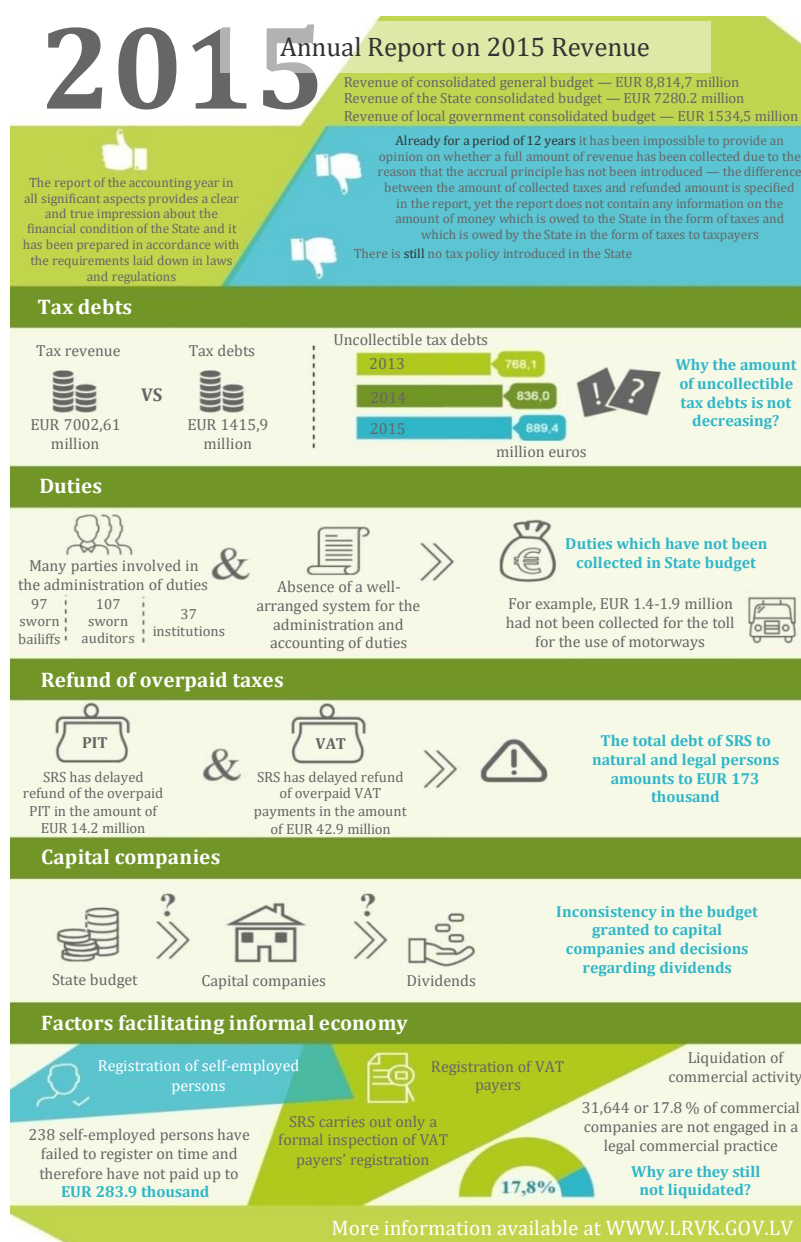 2015
Annual Report on 2015 Revenue
Revenue of consolidated general budget — EUR 8,814,7 million
Revenue of the State consolidated budget — EUR 7280.2 million
Revenue of local government consolidated budget — EUR 1534,5 million
The report of the accounting year in
all significant aspects provides a clear
and true impression about the
financial condition of the State and it
has been prepared in accordance with
the requirements laid down in laws
and regulations
Already for a period of 12 years it has been impossible to provide an
opinion on whether a full amount of revenue has been collected due to the
reason that the accrual principle has not been introduced — the difference
between the amount of collected taxes and refunded amount is specified
in the report, yet the report does not contain any information on the
amount of money which is owed to the State in the form of taxes and
which is owed by the State in the form of taxes to taxpayers
There is still no tax policy introduced in the State
Tax debts
Tax revenue
EUR 7002,61
million
VS
Tax debts
EUR 1415,9
million
Uncollectible tax debts
2013 768,1
2014 836,0
2015 889,4
million euros
! ?
Why the amount
of uncollectible
tax debts is not
decreasing?
Duties
Many parties involved in
the administration of duties
97
sworn
bailiffs
107
sworn
auditors
37
institutions
&
Absence of a well-
arranged system for the
administration and
accounting of duties
€
Duties which have not been
collected in State budget
For example, EUR 1.4-1.9 million
had not been collected for the toll
for the use of motorways
Refund of overpaid taxes
PIT
SRS has delayed
refund of the overpaid
PIT in the amount of
EUR 14.2 million
&
VAT
SRS has delayed refund
of overpaid VAT
payments in the amount
of EUR 42.9 million
!
The total debt of SRS to
natural and legal persons
amounts to EUR 173
thousand
Capital companies
State budget
?
Capital companies
?
Dividends
Inconsistency in the budget
granted to capital
companies and decisions
regarding dividends
Factors facilitating informal economy
Registration of self-employed
persons
238 self-employed persons have
failed to register on time and
therefore have not paid up to
EUR 283.9 thousand
Registration of VAT
payers
SRS carries out only a
formal inspection of VAT
payers' registration
Liquidation of
commercial activity
31,644 or 17.8 % of commercial
companies are not engaged in a
legal commercial practice
17,8%
Why are they still
not liquidated?
More information available at WWW.LRVK.GOV.LV